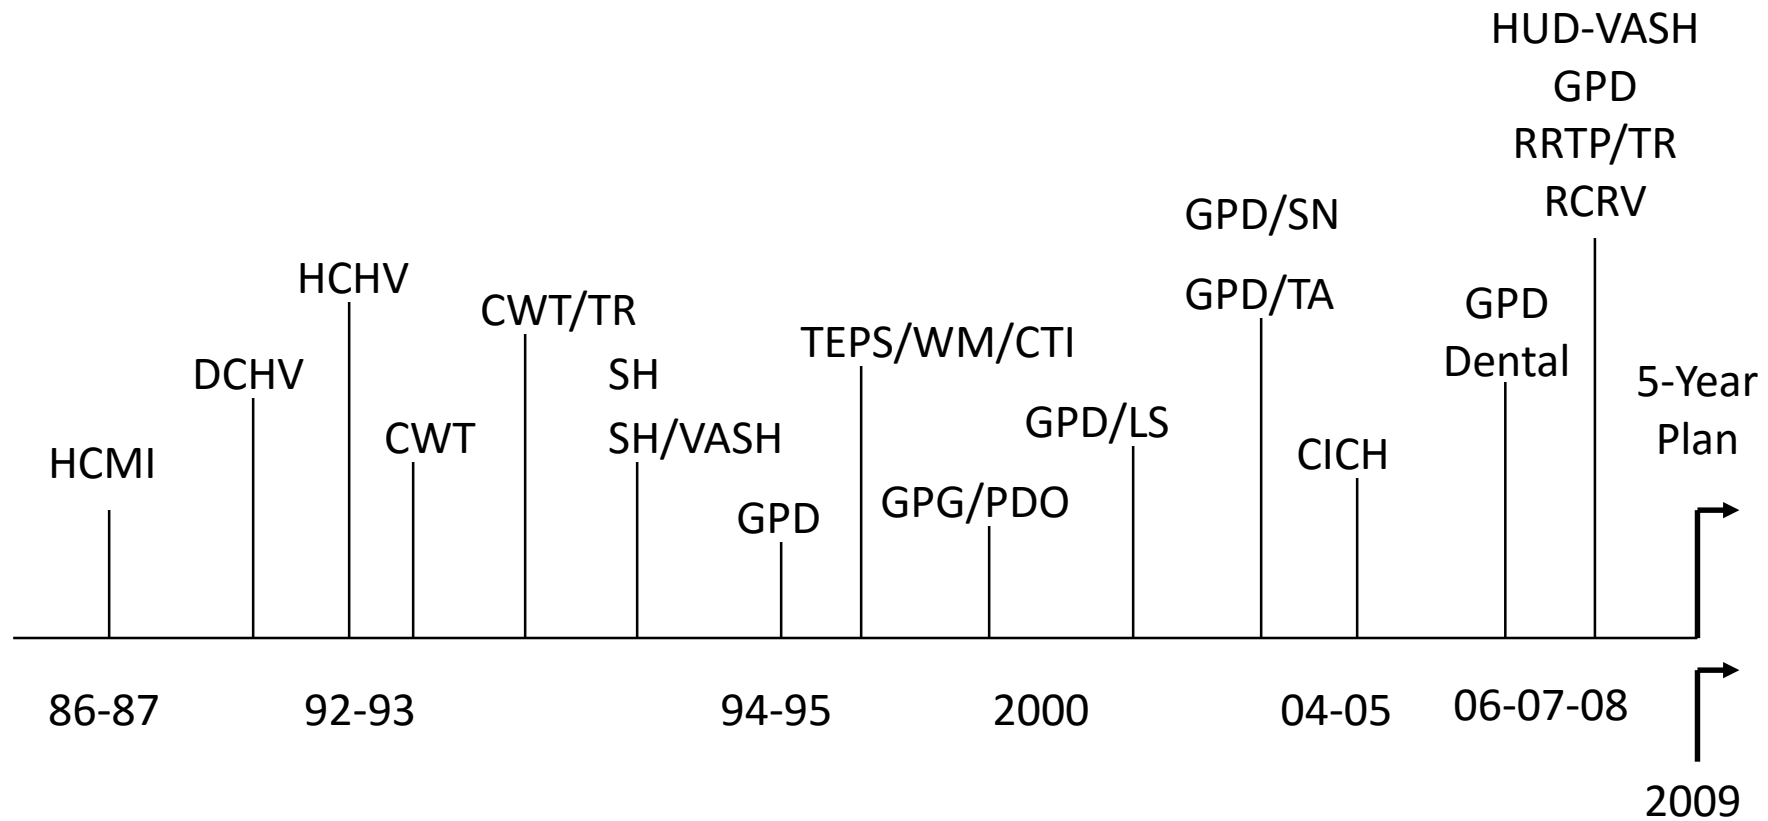 HUD-VASH
GPD
RRTP/TR
RCRV
GPD/SN
GPD/TA
HCHV
CWT/TR
GPD
Dental
TEPS/WM/CTI
DCHV
SH
SH/VASH
5-Year
Plan
HCMI
CWT
GPD/LS
CICH
GPD
GPG/PDO
86-87
92-93
94-95
2000
04-05
06-07-08
2009